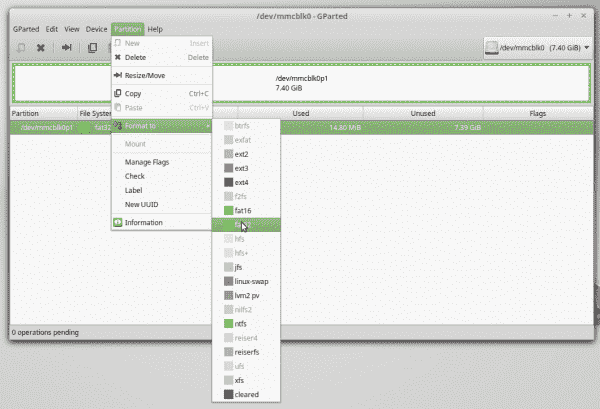 /dev/mmcblk0 - GParted
GParted Edit View Device Partition Help
/dev/mmcblk0 (7.40 GiB)
New Insert
Delete Delete
Resize/Move
Copy Ctrl+C
Paste Ctrl+V
Format to
Mount
Manage Flags
Check
Label
New UUID
Information
/dev/mmcblk0p1
7.40 GiB
Partition File System Used Unused Flags
/dev/mmcblk0p1 fat32 14.80 MiB 7.39 GiB
btrfs
exfat
ext2
ext3
ext4
f2fs
fat16
hfs
hfs+
jfs
linux-swap
lvm2 pv
nilfs2
ntfs
reiser4
reiserfs
ufs
xfs
cleared
0 operations pending